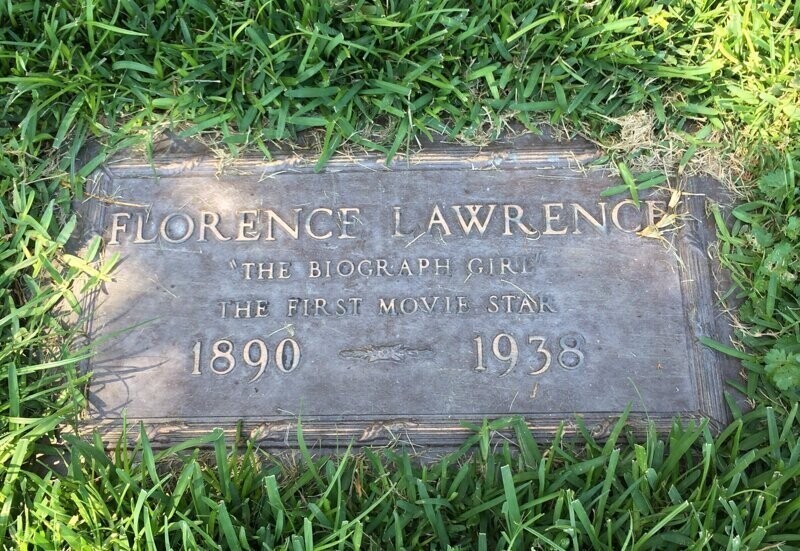 FLORENCE LAWRENCE
"THE BIOGRAPH GIRL"
THE FIRST MOVIE STAR
1890 1938